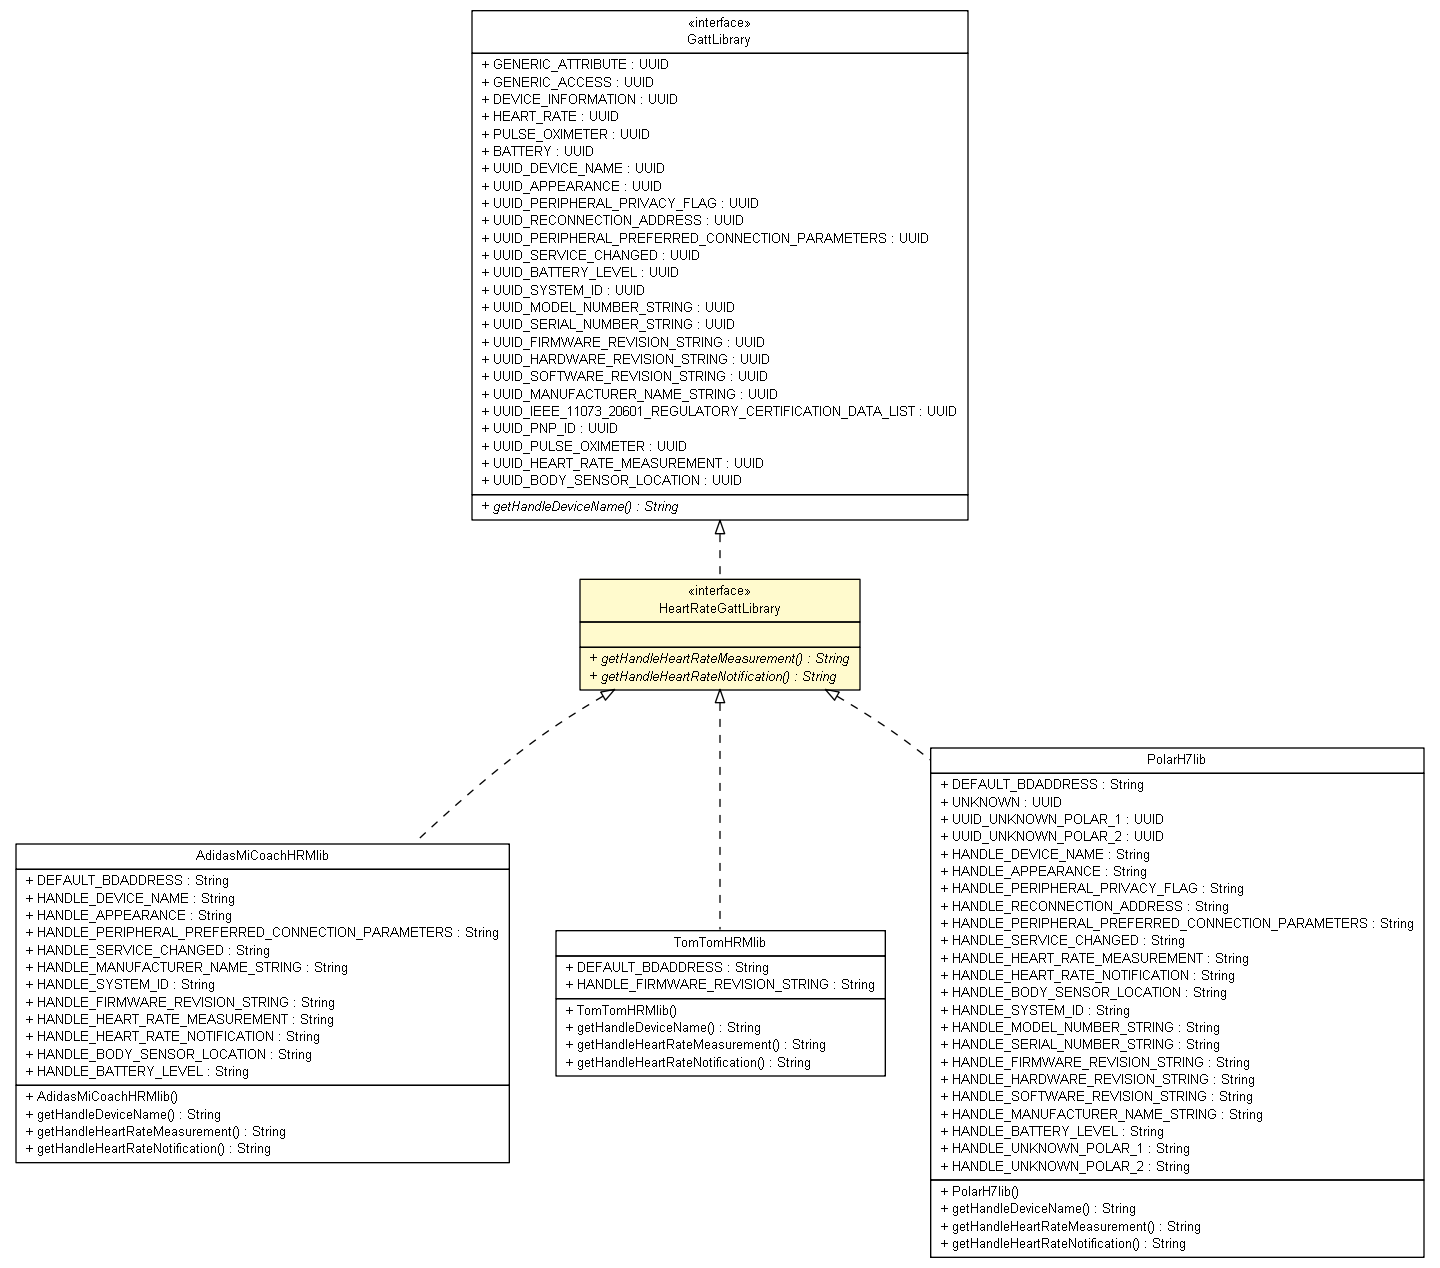 «interface»
GattLibrary
+ GENERIC_ATTRIBUTE : UUID
+ GENERIC_ACCESS : UUID
+ DEVICE_INFORMATION : UUID
+ HEART_RATE : UUID
+ PULSE_OXIMETER : UUID
+ BATTERY : UUID
+ UUID_DEVICE_NAME : UUID
+ UUID_APPEARANCE : UUID
+ UUID_PERIPHERAL_PRIVACY_FLAG : UUID
+ UUID_RECONNECTION_ADDRESS : UUID
+ UUID_PERIPHERAL_PREFERRED_CONNECTION_PARAMETERS : UUID
+ UUID_SERVICE_CHANGED : UUID
+ UUID_BATTERY_LEVEL : UUID
+ UUID_SYSTEM_ID : UUID
+ UUID_MODEL_NUMBER_STRING : UUID
+ UUID_SERIAL_NUMBER_STRING : UUID
+ UUID_FIRMWARE_REVISION_STRING : UUID
+ UUID_HARDWARE_REVISION_STRING : UUID
+ UUID_SOFTWARE_REVISION_STRING : UUID
+ UUID_MANUFACTURER_NAME_STRING : UUID
+ UUID_IEEE_11073_20601_REGULATORY_CERTIFICATION_DATA_LIST : UUID
+ UUID_PNP_ID : UUID
+ UUID_PULSE_OXIMETER : UUID
+ UUID_HEART_RATE_MEASUREMENT : UUID
+ UUID_BODY_SENSOR_LOCATION : UUID
+ getHandleDeviceName() : String
«interface»
HeartRateGattLibrary
+ getHandleHeartRateMeasurement() : String
+ getHandleHeartRateNotification() : String
AdidasMiCoachHRMlib
+ DEFAULT_BDADDRESS : String
+ HANDLE_DEVICE_NAME : String
+ HANDLE_APPEARANCE : String
+ HANDLE_PERIPHERAL_PREFERRED_CONNECTION_PARAMETERS : String
+ HANDLE_SERVICE_CHANGED : String
+ HANDLE_MANUFACTURER_NAME_STRING : String
+ HANDLE_SYSTEM_ID : String
+ HANDLE_FIRMWARE_REVISION_STRING : String
+ HANDLE_HEART_RATE_MEASUREMENT : String
+ HANDLE_HEART_RATE_NOTIFICATION : String
+ HANDLE_BODY_SENSOR_LOCATION : String
+ HANDLE_BATTERY_LEVEL : String
+ AdidasMiCoachHRMlib()
+ getHandleDeviceName() : String
+ getHandleHeartRateMeasurement() : String
+ getHandleHeartRateNotification() : String
TomTomHRMlib
+ DEFAULT_BDADDRESS : String
+ HANDLE_FIRMWARE_REVISION_STRING : String
+ TomTomHRMlib()
+ getHandleDeviceName() : String
+ getHandleHeartRateMeasurement() : String
+ getHandleHeartRateNotification() : String
PolarH7lib
+ DEFAULT_BDADDRESS : String
+ UNKNOWN : UUID
+ UUID_UNKNOWN_POLAR_1 : UUID
+ UUID_UNKNOWN_POLAR_2 : UUID
+ HANDLE_DEVICE_NAME : String
+ HANDLE_APPEARANCE : String
+ HANDLE_PERIPHERAL_PRIVACY_FLAG : String
+ HANDLE_RECONNECTION_ADDRESS : String
+ HANDLE_PERIPHERAL_PREFERRED_CONNECTION_PARAMETERS : String
+ HANDLE_SERVICE_CHANGED : String
+ HANDLE_HEART_RATE_MEASUREMENT : String
+ HANDLE_HEART_RATE_NOTIFICATION : String
+ HANDLE_BODY_SENSOR_LOCATION : String
+ HANDLE_SYSTEM_ID : String
+ HANDLE_MODEL_NUMBER_STRING : String
+ HANDLE_SERIAL_NUMBER_STRING : String
+ HANDLE_FIRMWARE_REVISION_STRING : String
+ HANDLE_HARDWARE_REVISION_STRING : String
+ HANDLE_SOFTWARE_REVISION_STRING : String
+ HANDLE_MANUFACTURER_NAME_STRING : String
+ HANDLE_BATTERY_LEVEL : String
+ HANDLE_UNKNOWN_POLAR_1 : String
+ HANDLE_UNKNOWN_POLAR_2 : String
+ PolarH7lib()
+ getHandleDeviceName() : String
+ getHandleHeartRateMeasurement() : String
+ getHandleHeartRateNotification() : String